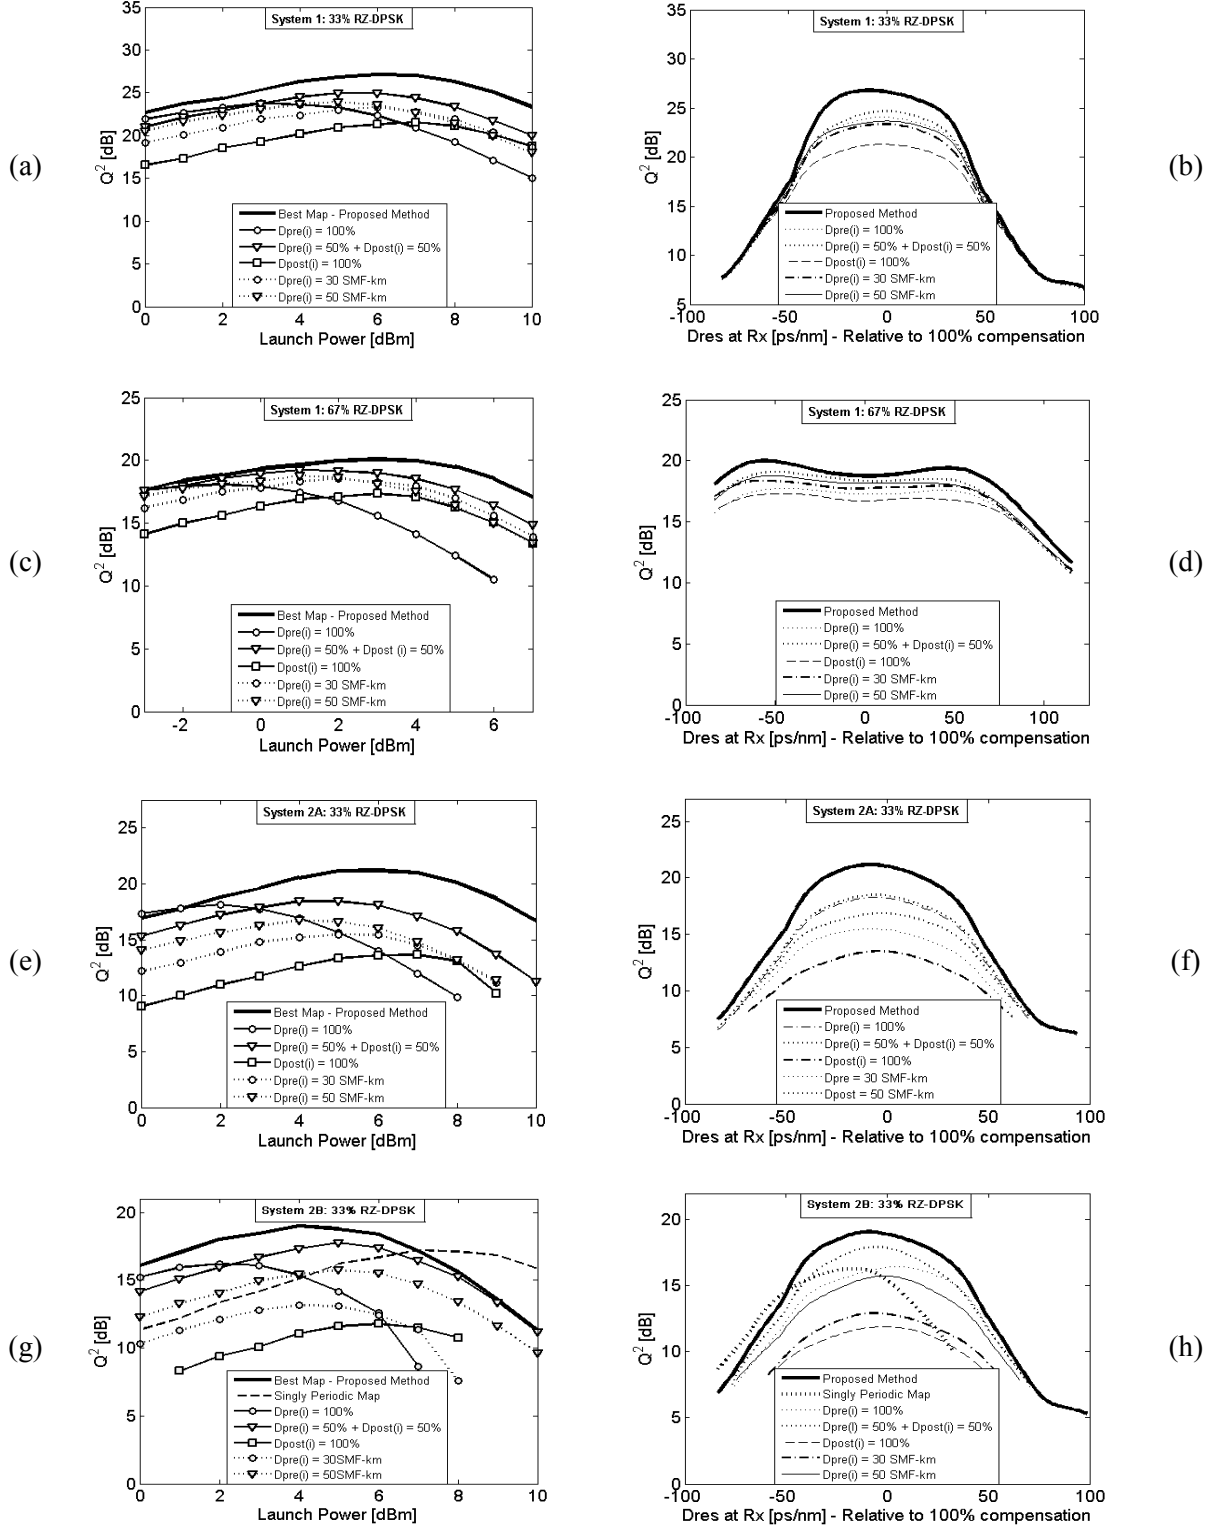 System 1: 33% RZ-DPSK
35
30
25
20
15
10
5
0
Q² [dB]
Best Map - Proposed Method
Dpre(i) = 100%
Dpre(i) = 50% + Dpost(i) = 50%
Dpost(i) = 100%
Dpre(i) = 30 SMF-km
Dpre(i) = 50 SMF-km
0 2 4 6 8 10
Launch Power [dBm]
(a)
System 1: 33% RZ-DPSK
35
30
25
20
15
10
5
Q² [dB]
Proposed Method
Dpre(i) = 100%
Dpre(i) = 50% + Dpost(i) = 50%
Dpost(i) = 100%
Dpre(i) = 30 SMF-km
Dpre(i) = 50 SMF-km
-100 -50 0 50 100
Dres at Rx [ps/nm] - Relative to 100% compensation
(b)
System 1: 67% RZ-DPSK
25
20
15
10
5
0
Q² [dB]
Best Map - Proposed Method
Dpre(i) = 100%
Dpre(i) = 50% + Dpost (i) = 50%
Dpost(i) = 100%
Dpre(i) = 30 SMF-km
Dpre(i) = 50 SMF-km
-2 0 2 4 6
Launch Power [dBm]
(c)
System 1: 67% RZ-DPSK
25
20
15
10
5
0
Q² [dB]
Proposed Method
Dpre(i) = 100%
Dpre(i) = 50% + Dpost(i) = 50%
Dpost(i) = 100%
Dpre(i) = 30 SMF-km
Dpre(i) = 50 SMF-km
-100 -50 0 50 100
Dres at Rx [ps/nm] - Relative to 100% compensation
(d)
System 2A: 33% RZ-DPSK
25
20
15
10
5
0
Q² [dB]
Best Map - Proposed Method
Dpre(i) = 100%
Dpre(i) = 50% + Dpost(i) = 50%
Dpost(i) = 100%
Dpre(i) = 30 SMF-km
Dpre(i) = 50 SMF-km
0 2 4 6 8 10
Launch Power [dBm]
(e)
System 2A: 33% RZ-DPSK
25
20
15
10
5
0
Q² [dB]
Proposed Method
Dpre(i) = 100%
Dpre(i) = 50% + Dpost(i) = 50%
Dpost(i) = 100%
Dpre = 30 SMF-km
Dpost = 50 SMF-km
-100 -50 0 50 100
Dres at Rx [ps/nm] - Relative to 100% compensation
(f)
System 2B: 33% RZ-DPSK
20
15
10
5
0
Q² [dB]
Best Map - Proposed Method
Singly Periodic Map
Dpre(i) = 100%
Dpre(i) = 50% + Dpost(i) = 50%
Dpost(i) = 100%
Dpre(i) = 30SMF-km
Dpre(i) = 50SMF-km
0 2 4 6 8 10
Launch Power [dBm]
(g)
System 2B: 33% RZ-DPSK
20
15
10
5
0
Q² [dB]
Proposed Method
Singly Periodic Map
Dpre(i) = 100%
Dpre(i) = 50% + Dpost(i) = 50%
Dpost(i) = 100%
Dpre(i) = 30 SMF-km
Dpre(i) = 50 SMF-km
-100 -50 0 50 100
Dres at Rx [ps/nm] - Relative to 100% compensation
(h)